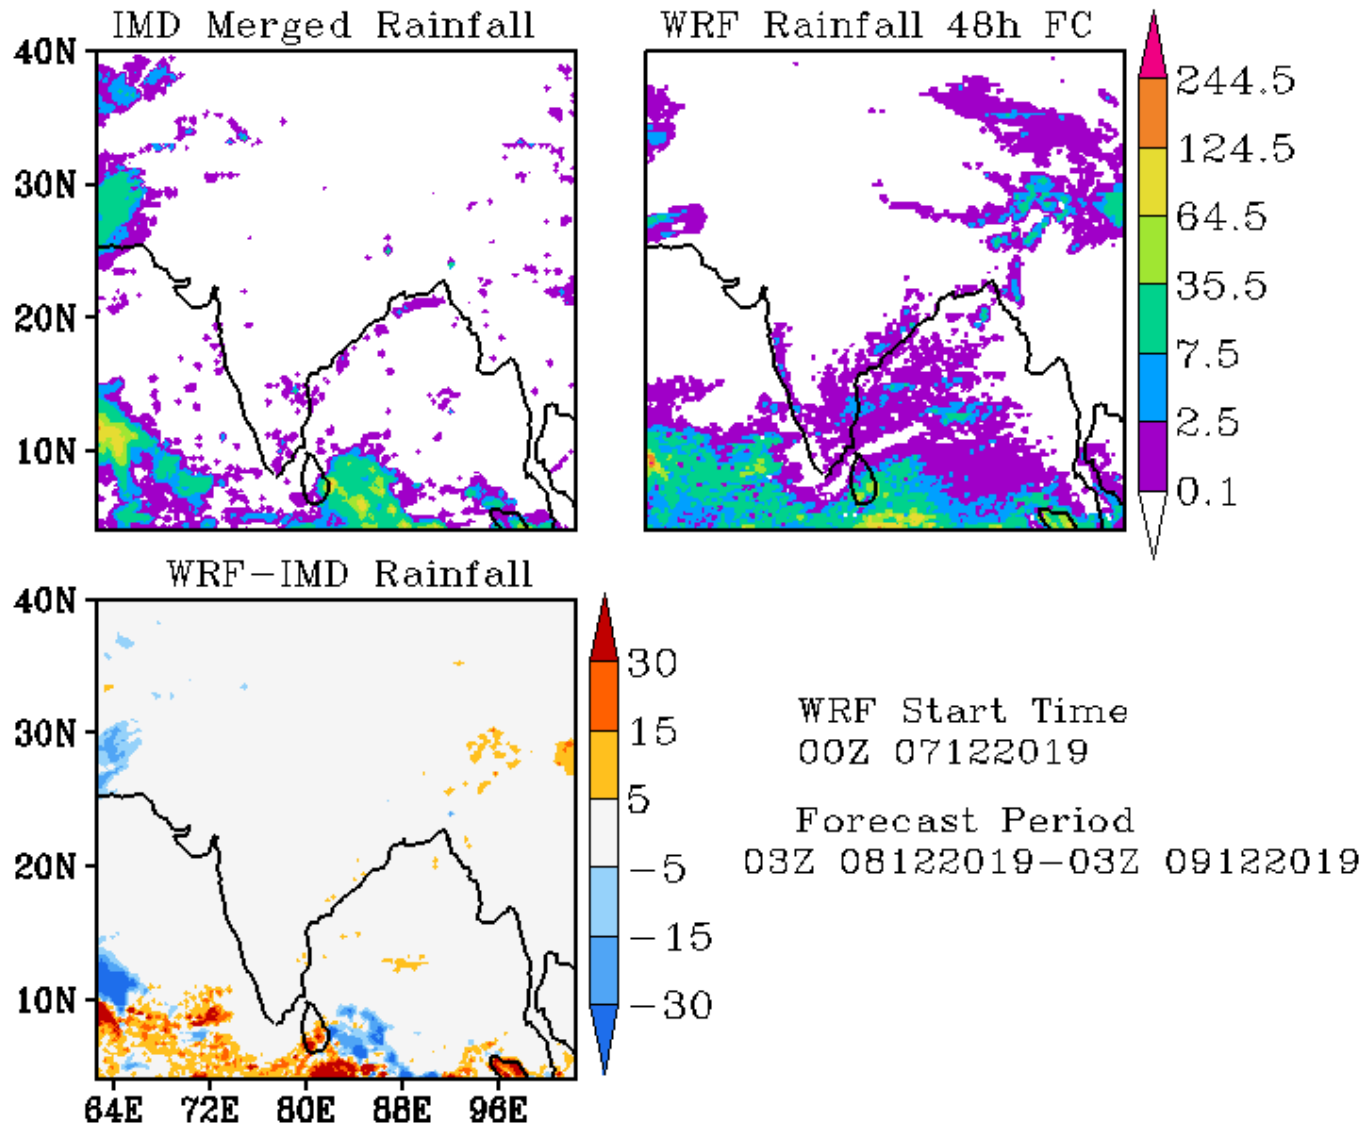 IMD Merged Rainfall
WRF Rainfall 48h FC
40N
30N
20N
10N
244.5
124.5
64.5
35.5
7.5
2.5
0.1
WRF-IMD Rainfall
40N
30N
20N
10N
64E 72E 80E 88E 96E
30
15
5
-5
-15
-30
WRF Start Time
00Z 07122019
Forecast Period
03Z 08122019-03Z 09122019